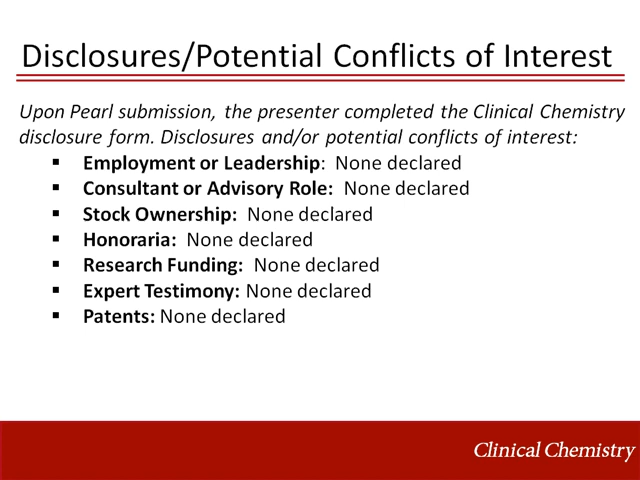 Disclosures/Potential Conflicts of Interest
Upon Pearl submission, the presenter completed the Clinical Chemistry
disclosure form. Disclosures and/or potential conflicts of interest:
▪ Employment or Leadership: None declared
▪ Consultant or Advisory Role: None declared
▪ Stock Ownership: None declared
▪ Honoraria: None declared
▪ Research Funding: None declared
▪ Expert Testimony: None declared
▪ Patents: None declared
Clinical Chemistry